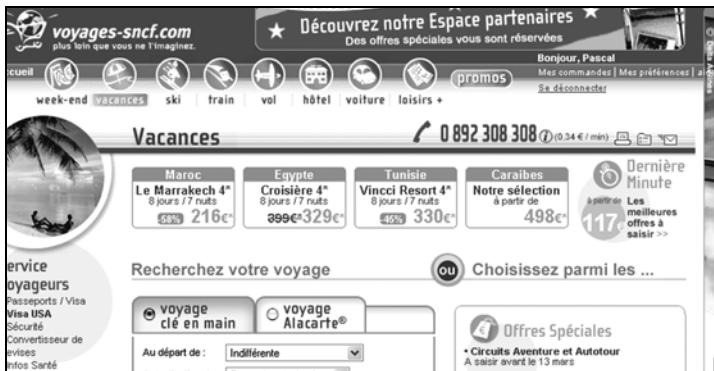 voyages-sncf.com
plus loin que vous ne l'imaginez.
Découvrez notre Espace partenaires
Des offres spéciales vous sont réservées
Bonjour, Pascal
Mes commandes | Mes préférences |
Se déconnecter
ccueil
promos
week-end vacances ski train vol hôtel voiture loisirs +
Vacances
0 892 308 308 (0.34 € / min)
Maroc
Le Marrakech 4*
8 jours / 7 nuits
-58% 216€*
Egypte
Croisière 4*
8 jours / 7 nuits
399€* 329€*
Tunisie
Vincci Resort 4*
8 jours / 7 nuits
-45% 330€*
Caraibes
Notre sélection
à partir de
498€*
Dernière
Minute
à partir de
117€
Les
meilleures
offres à
saisir >>
ervice
oyageurs
Passeports / Visa
Visa USA
Sécurité
Convertisseur de
evises
nfos Santé
Recherchez votre voyage
ou
Choisissez parmi les ...
voyage
clé en main
voyage
Alacarte®
Au départ de : Indifférente
Offres Spéciales
• Circuits Aventure et Autotour
A saisir avant le 13 mars